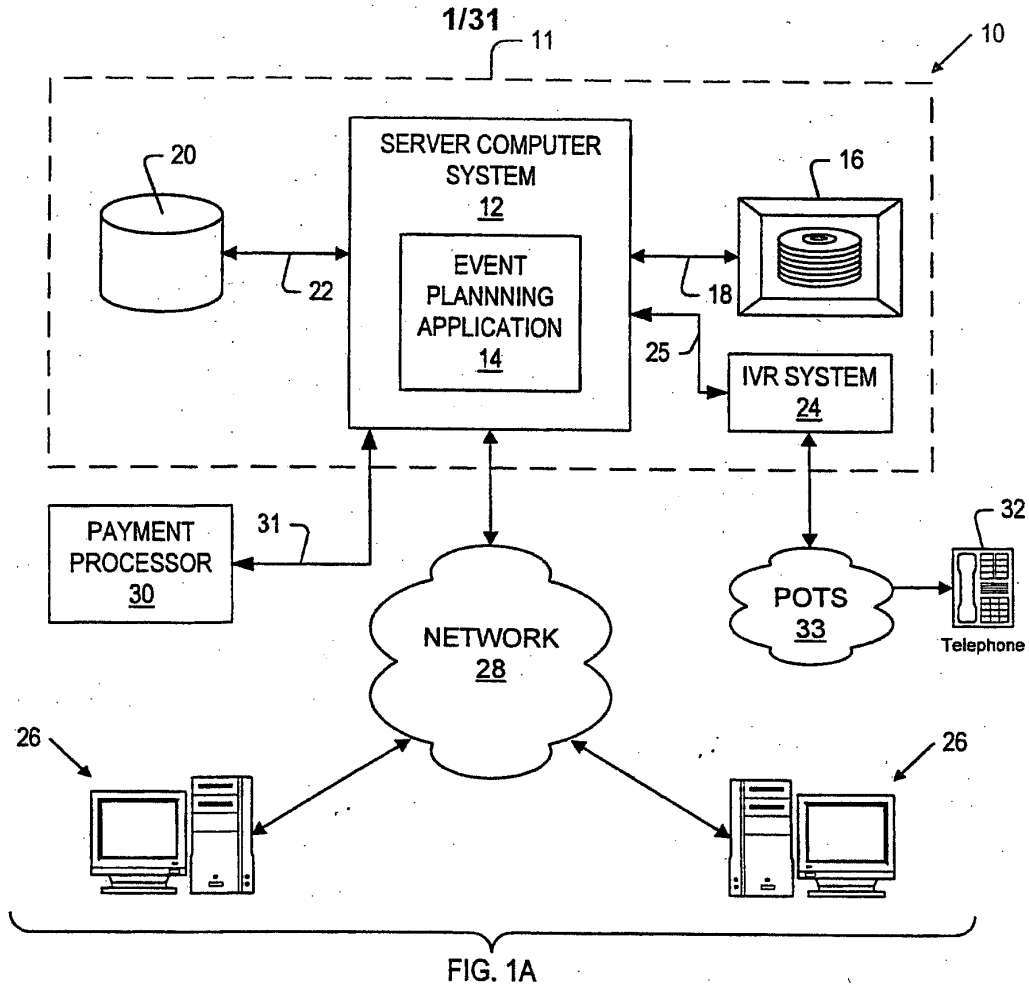 1/31
11
10
20
SERVER COMPUTER
SYSTEM
12
16
22
EVENT
PLANNNING
APPLICATION
14
18
25
IVR SYSTEM
24
PAYMENT
PROCESSOR
30
31
32
NETWORK
28
POTS
33
Telephone
26
26
FIG. 1A